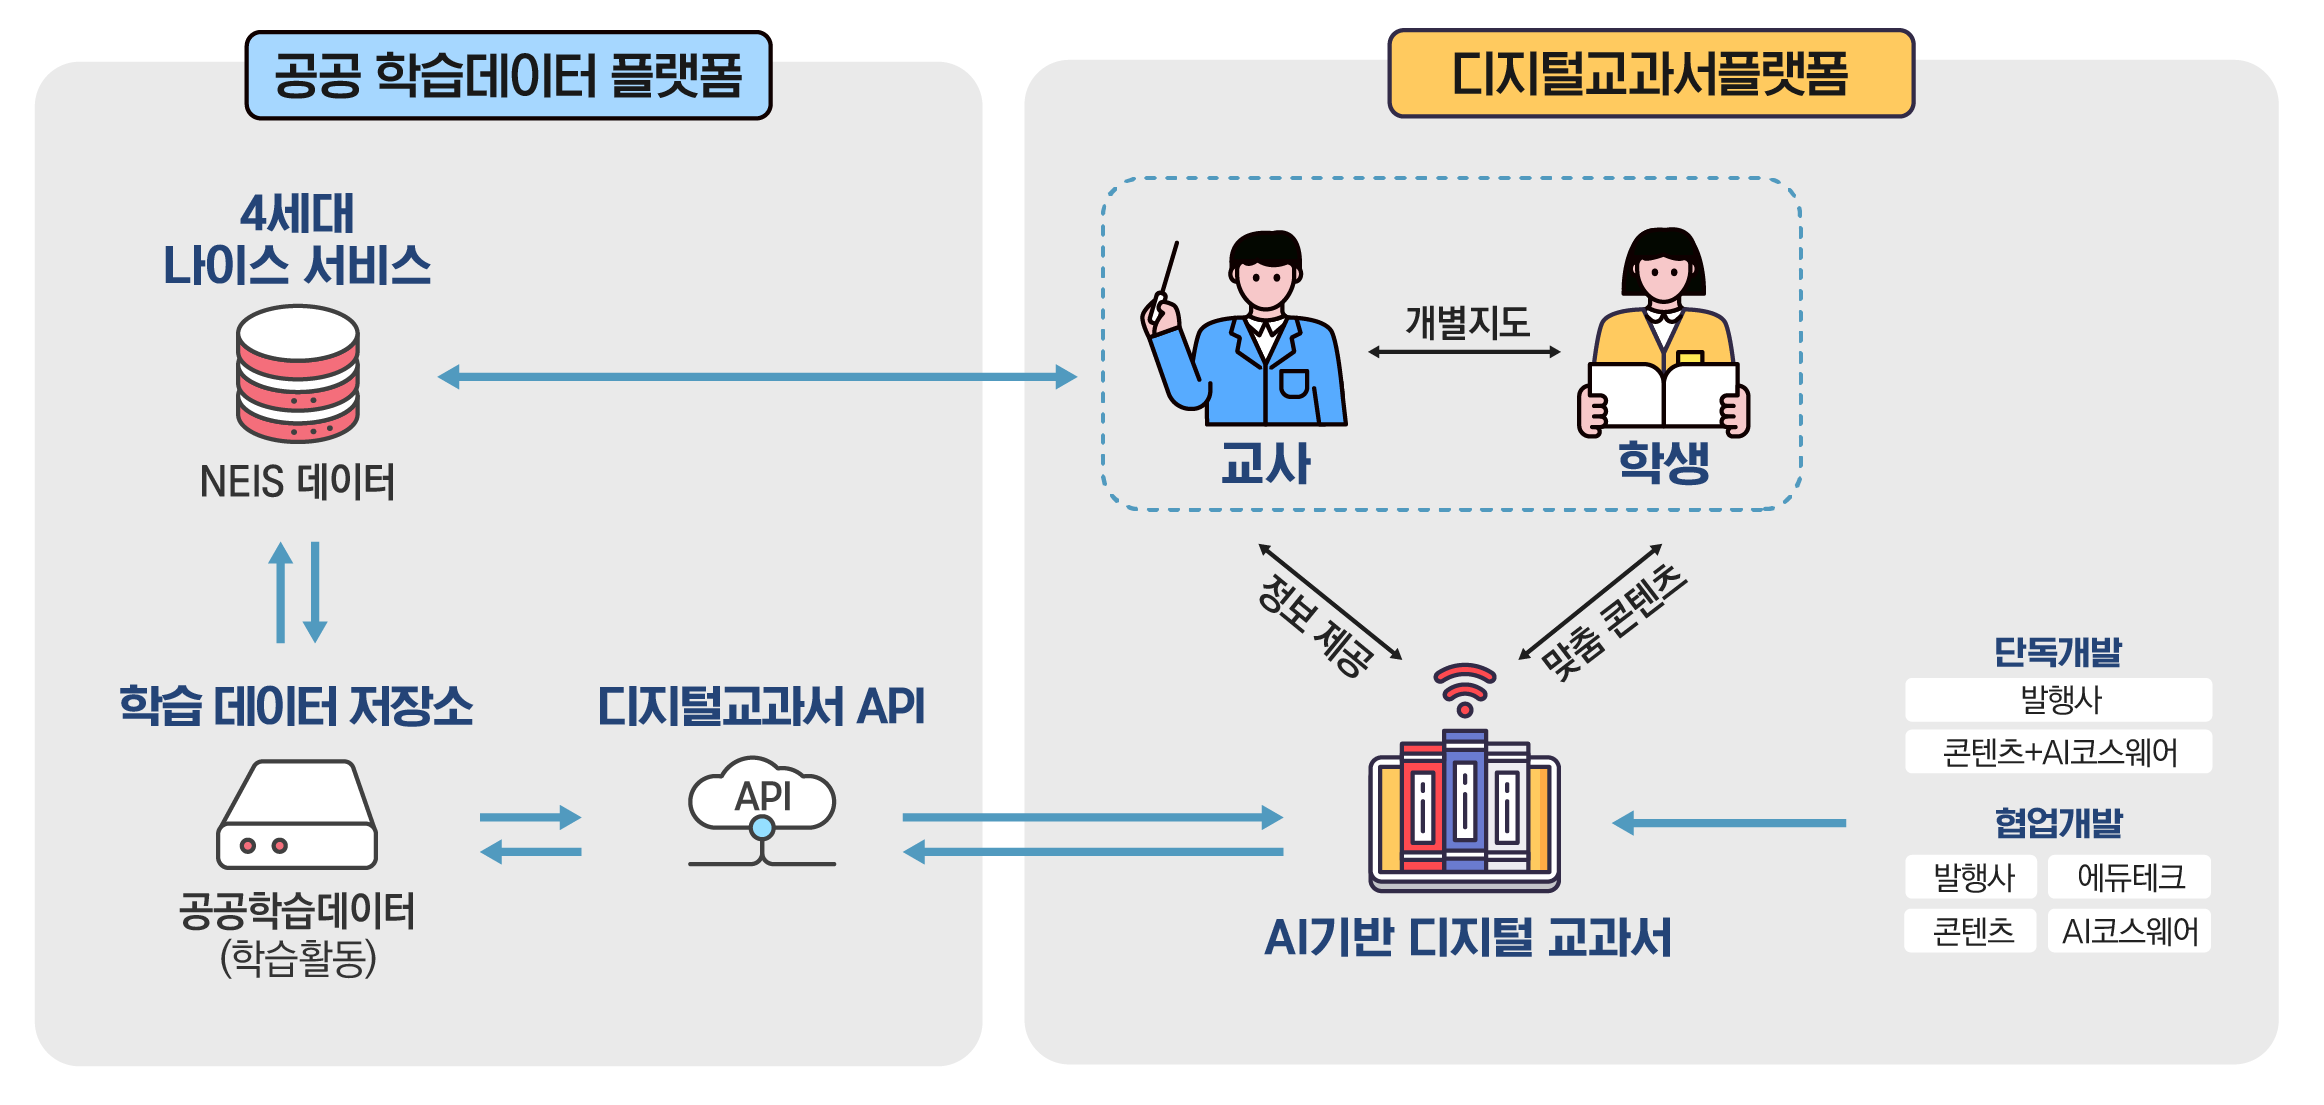 공공 학습데이터 플랫폼
4세대
나이스 서비스
NEIS 데이터
학습 데이터 저장소
공공학습데이터
(학습활동)
디지털교과서 API
API
디지털교과서플랫폼
개별지도
교사
학생
정보 제공
맞춤 콘텐츠
AI기반 디지털 교과서
단독개발
발행사
콘텐츠+AI코스웨어
협업개발
발행사
에듀테크
콘텐츠
AI코스웨어